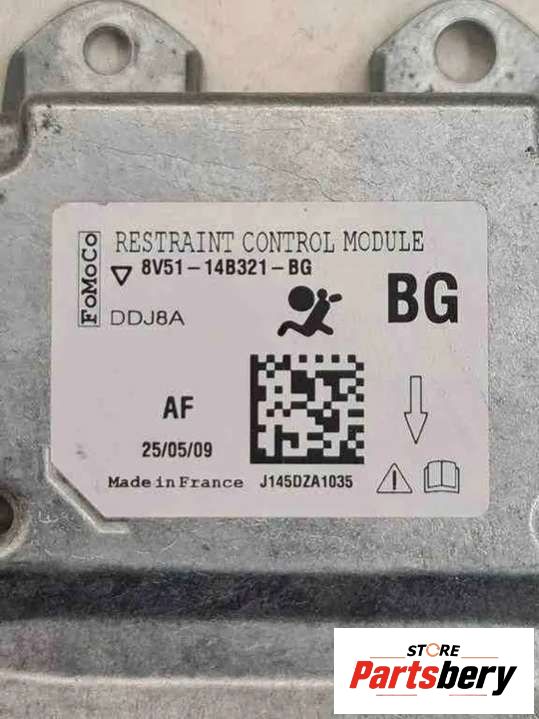 FoMoCo
RESTRAINT CONTROL MODULE
8V51-14B321-BG
DDJ8A
BG
AF
25/05/09
Made in France
J145DZA1035
STORE
Partsbery